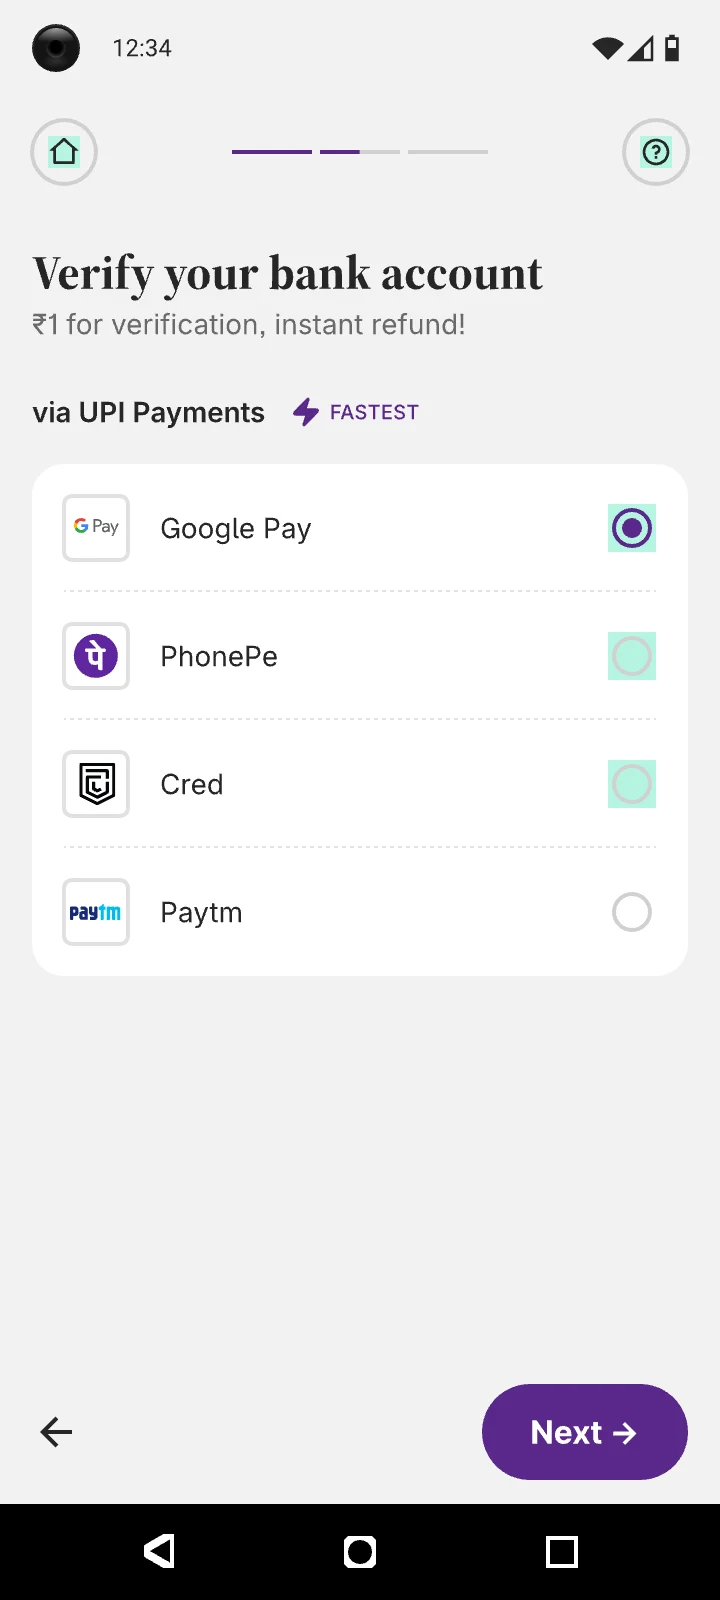 12:34
Verify your bank account
₹1 for verification, instant refund!
via UPI Payments FASTEST
G Pay Google Pay
पे PhonePe
Cred
paytm Paytm
Next →